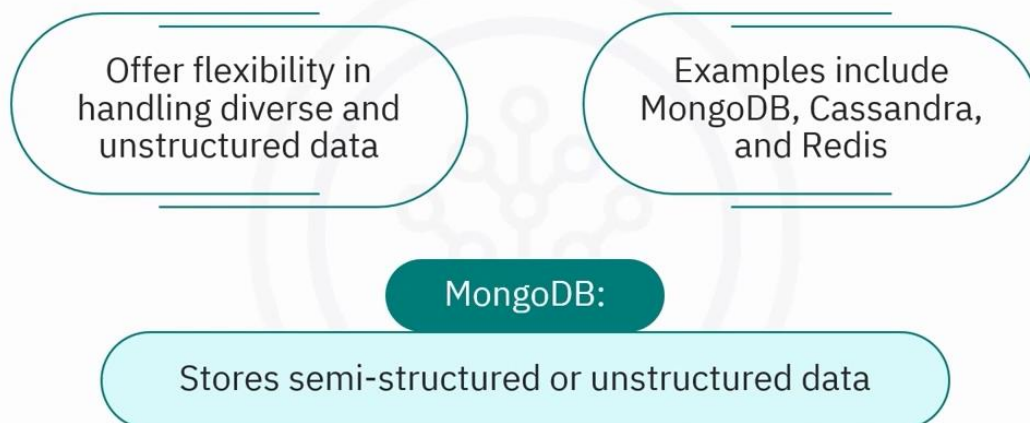 Offer flexibility in
handling diverse and
unstructured data
Examples include
MongoDB, Cassandra,
and Redis
MongoDB:
Stores semi-structured or unstructured data